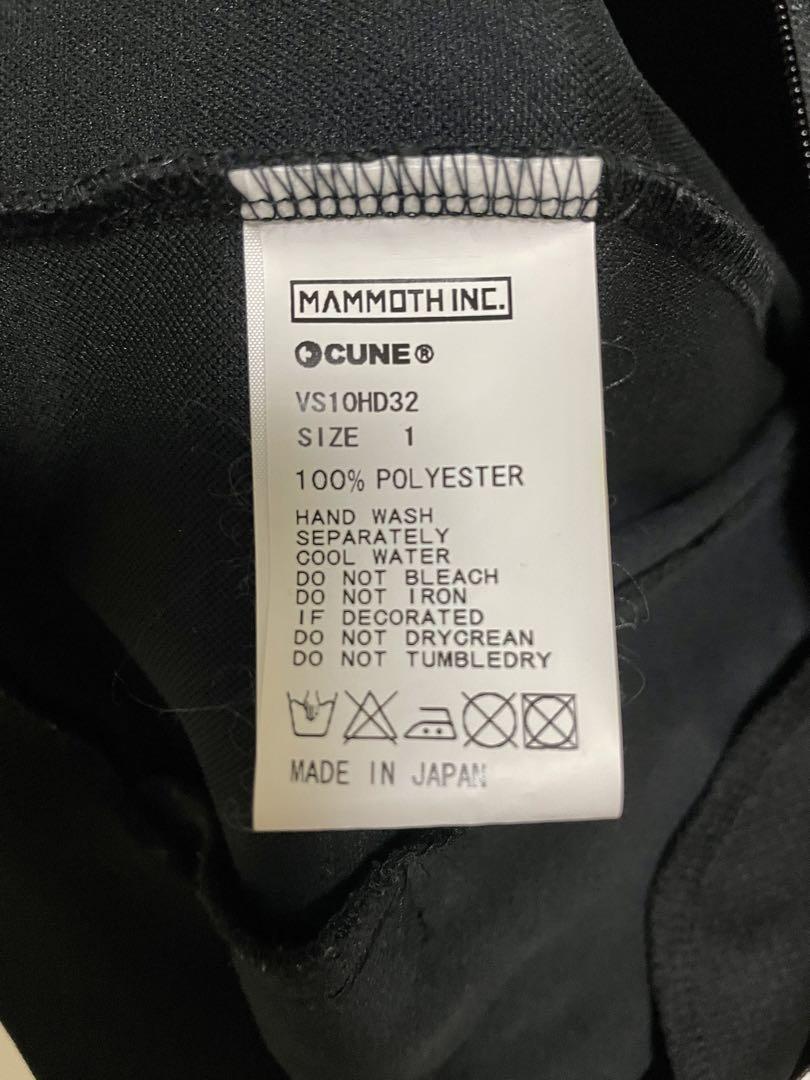 MAMMOTH INC.
CUNE®
VS10HD32
SIZE 1
100% POLYESTER
HAND WASH
SEPARATELY
COOL WATER
DO NOT BLEACH
DO NOT IRON
IF DECORATED
DO NOT DRYCREAN
DO NOT TUMBLEDRY
MADE IN JAPAN